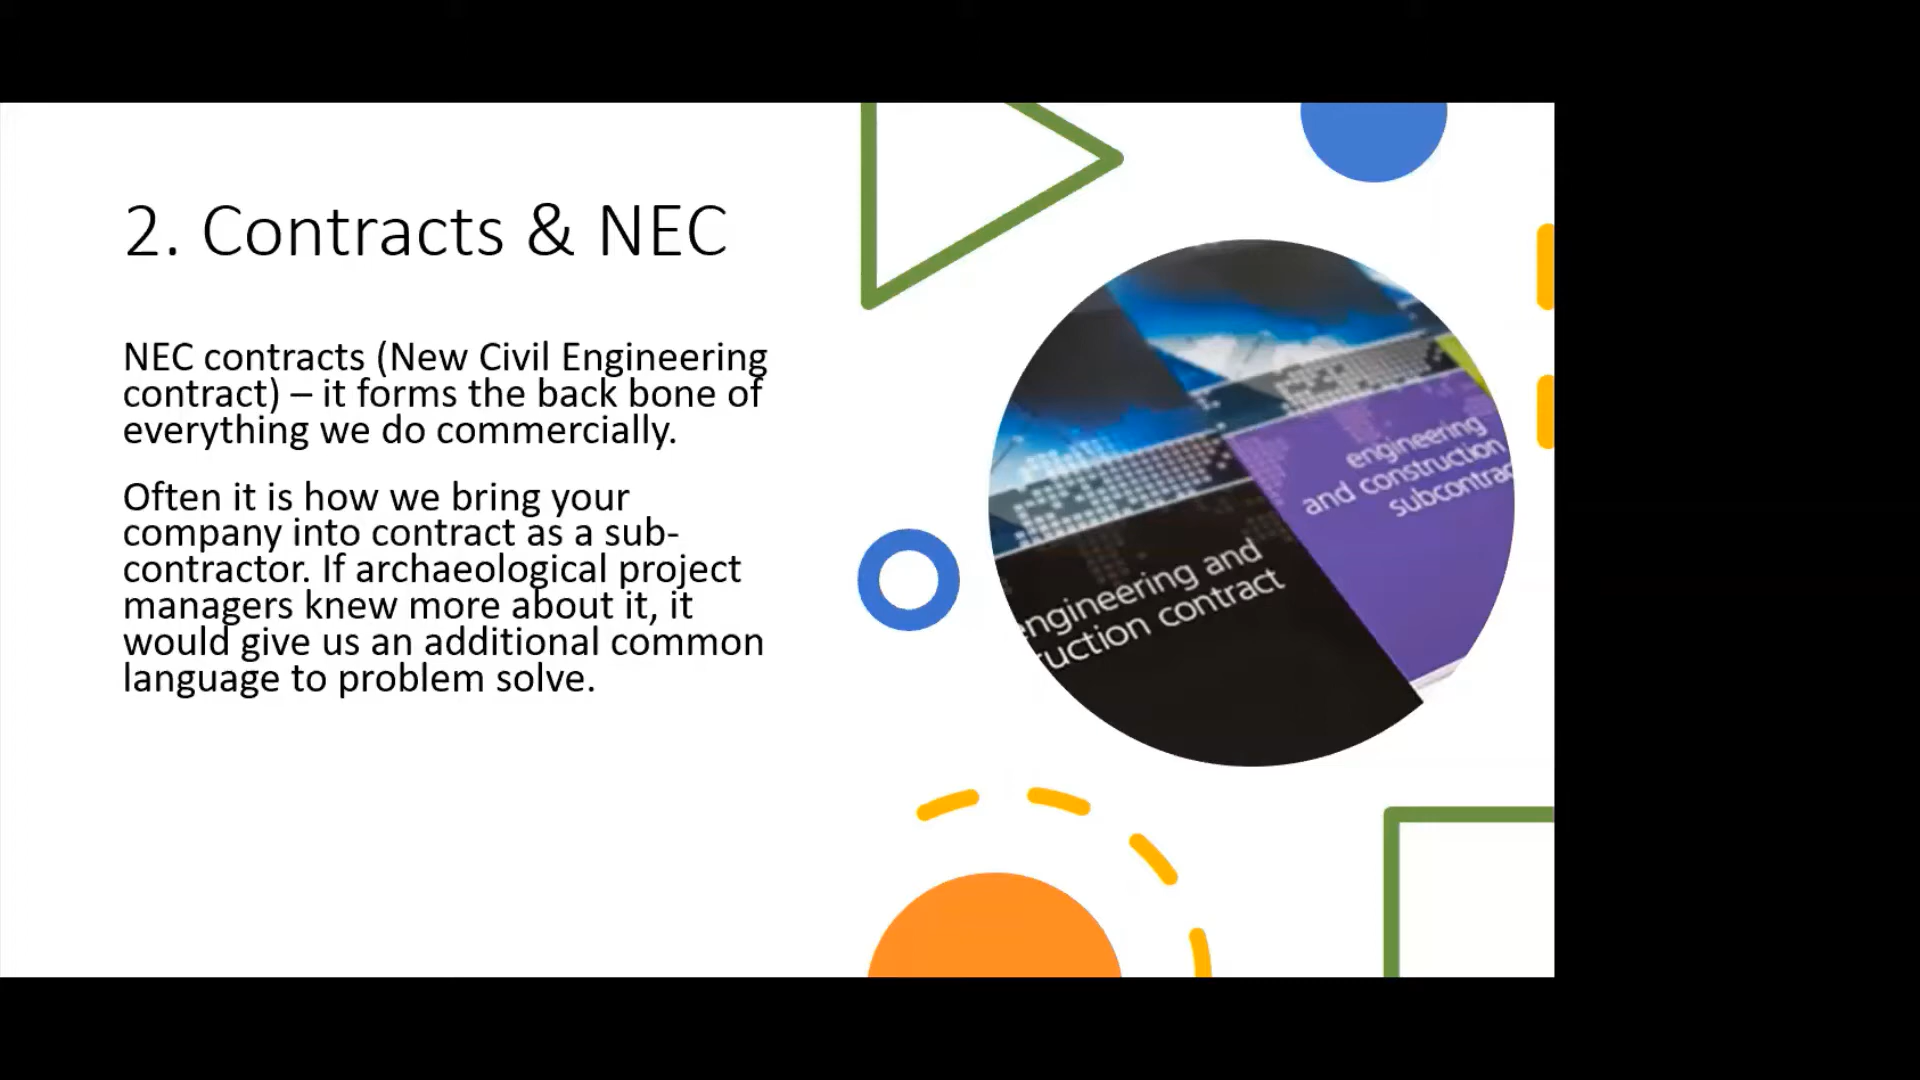 2. Contracts & NEC
NEC contracts (New Civil Engineering
contract) – it forms the back bone of
everything we do commercially.
Often it is how we bring your
company into contract as a sub-
contractor. If archaeological project
managers knew more about it, it
would give us an additional common
language to problem solve.
engineering
and construction
subcontrac
ngineering and
ruction contract